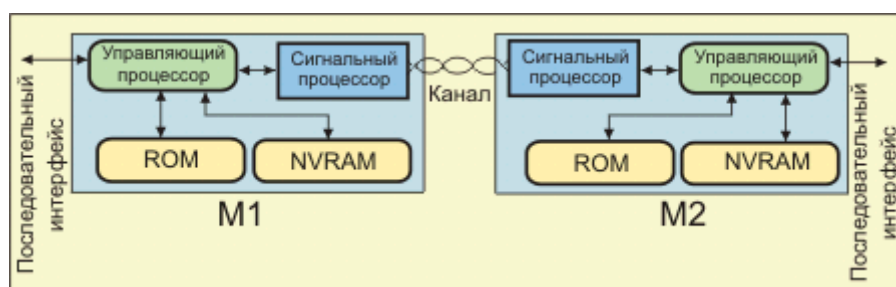 Последовательный
интерфейс
Управляющий
процессор
Сигнальный
процессор
ROM
NVRAM
M1
Канал
Сигнальный
процессор
Управляющий
процессор
ROM
NVRAM
M2
Последовательный
интерфейс